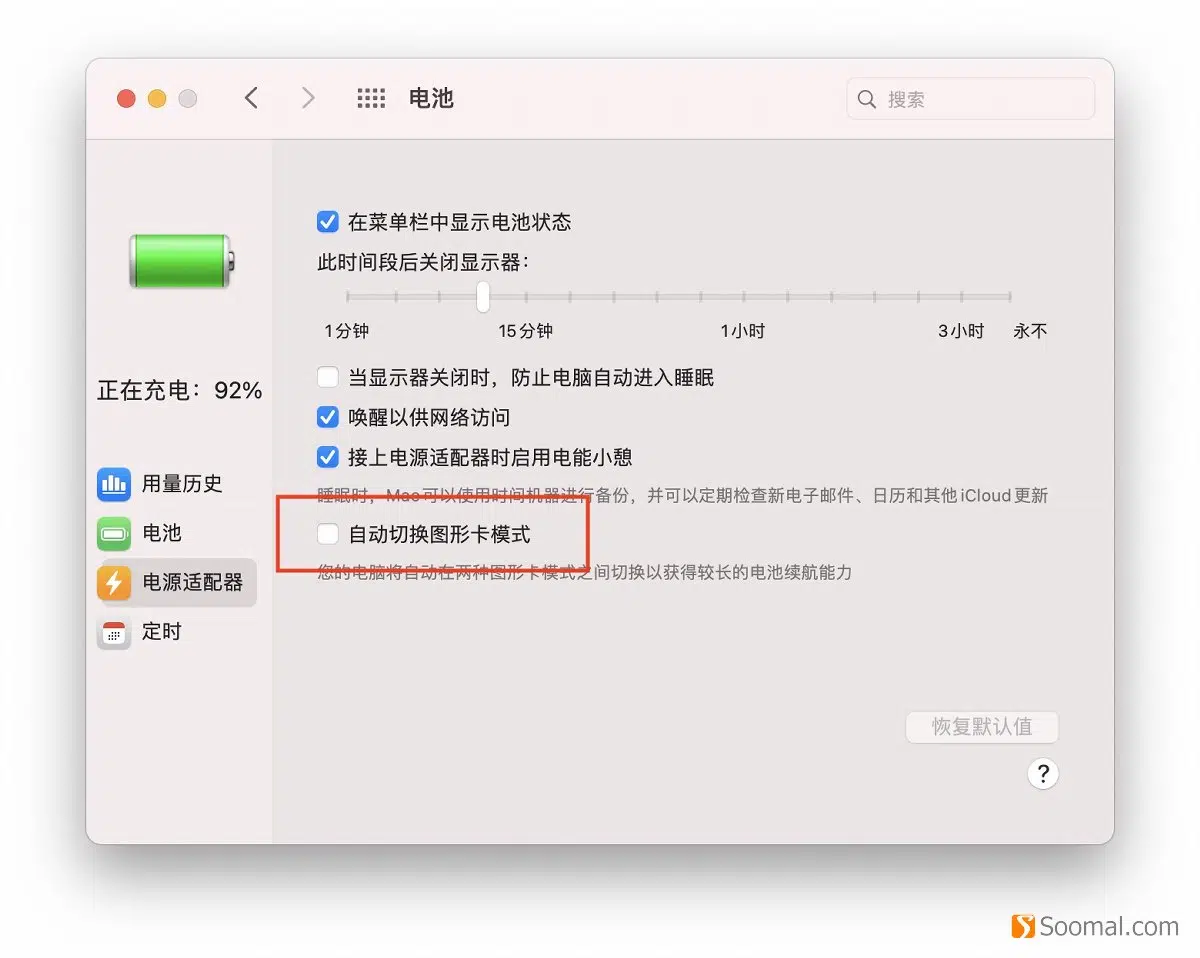 电池
搜索
在菜单栏中显示电池状态
此时间段后关闭显示器:
1分钟 15分钟 1小时 3小时 永不
当显示器关闭时，防止电脑自动进入睡眠
正在充电: 92%
唤醒以供网络访问
接上电源适配器时启用电能小憩
睡眠时，Mac可以使用时间机器进行备份，并可以定期检查新电子邮件、日历和其他iCloud更新
用量历史
自动切换图形卡模式
电池
您的电脑将自动在两种图形卡模式之间切换以获得较长的电池续航能力
电源适配器
定时
恢复默认值
?
Soomal.com